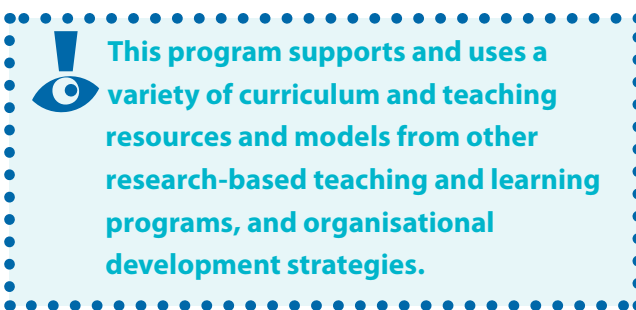 This program supports and uses a
variety of curriculum and teaching
resources and models from other
research-based teaching and learning
programs, and organisational
development strategies.